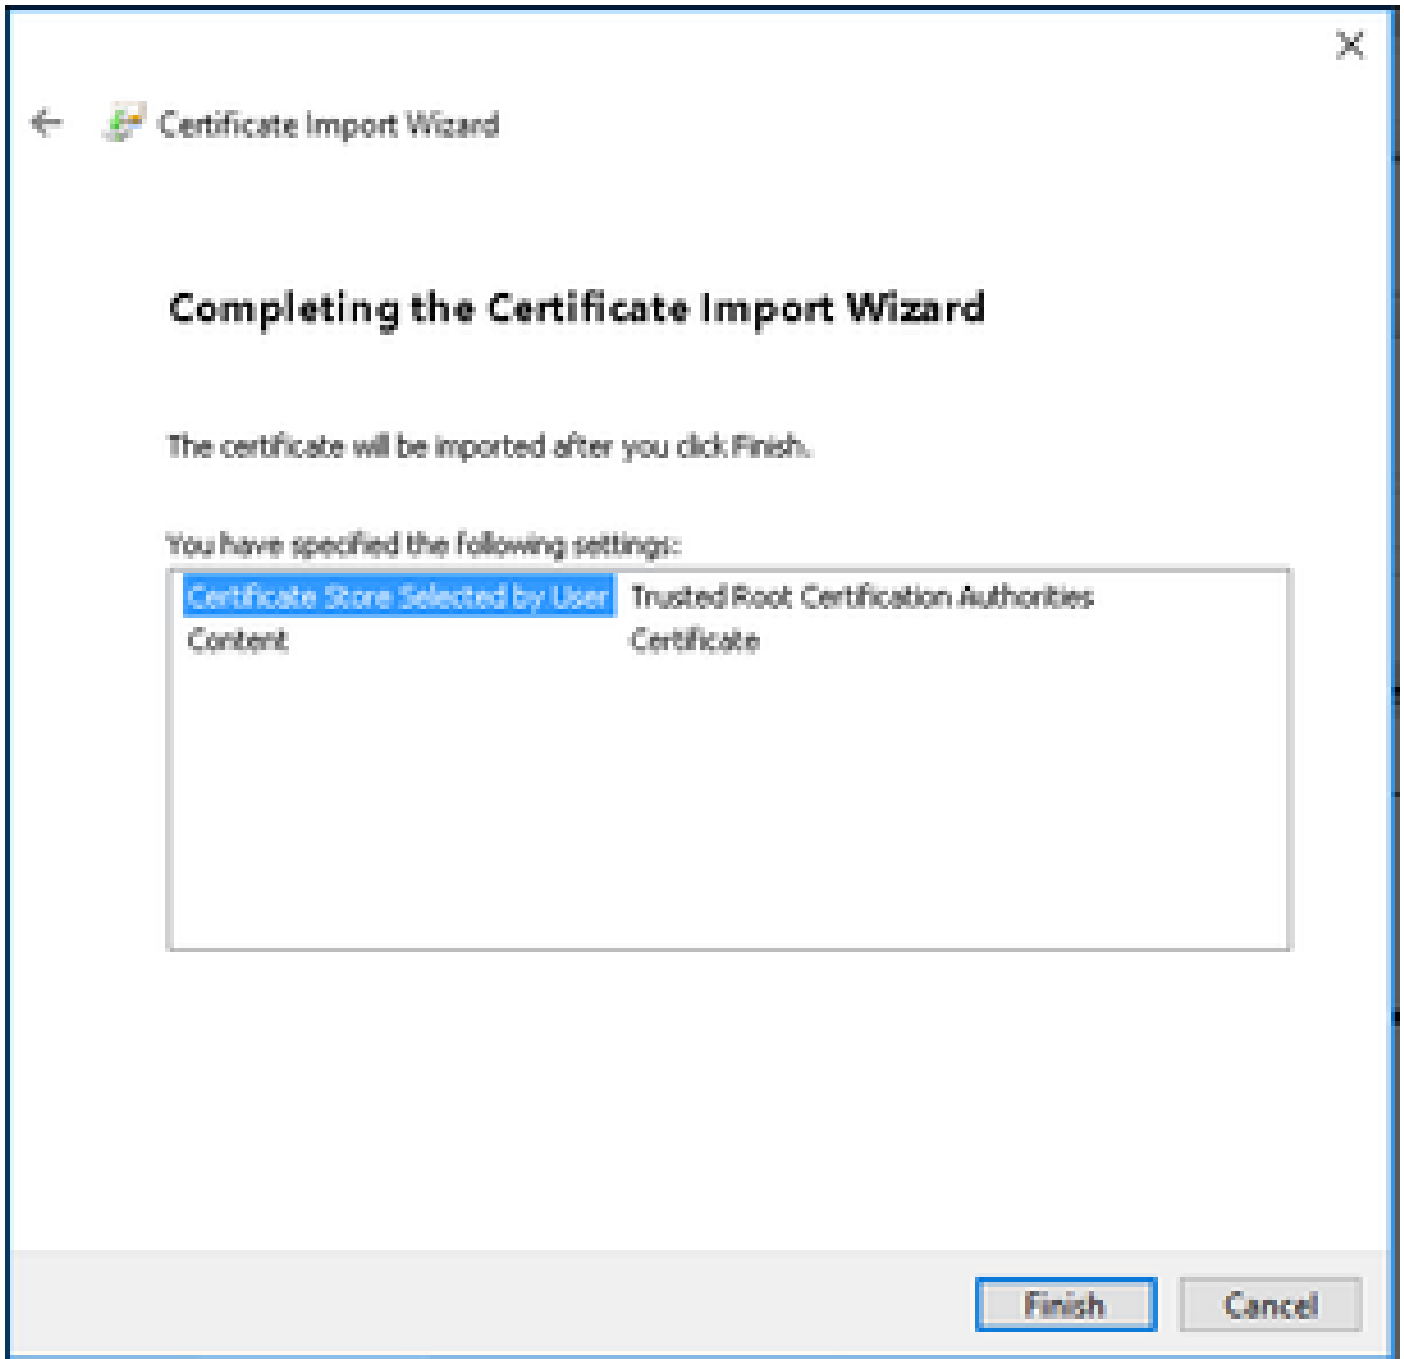 Certificate Import Wizard
Completing the Certificate Import Wizard
The certificate will be imported after you click Finish.
You have specified the following settings:
Certificate Store Selected by User Trusted Root Certification Authorities
Content Certificate
Finish Cancel